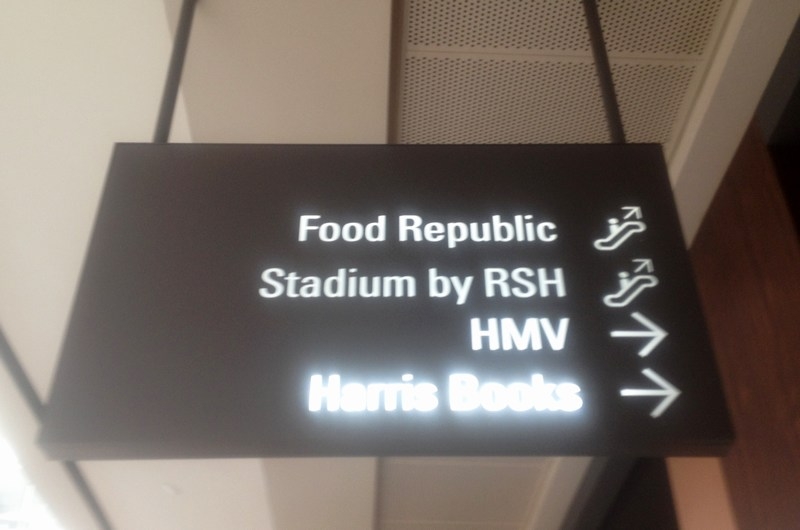 Food Republic
Stadium by RSH
HMV
Harris Books